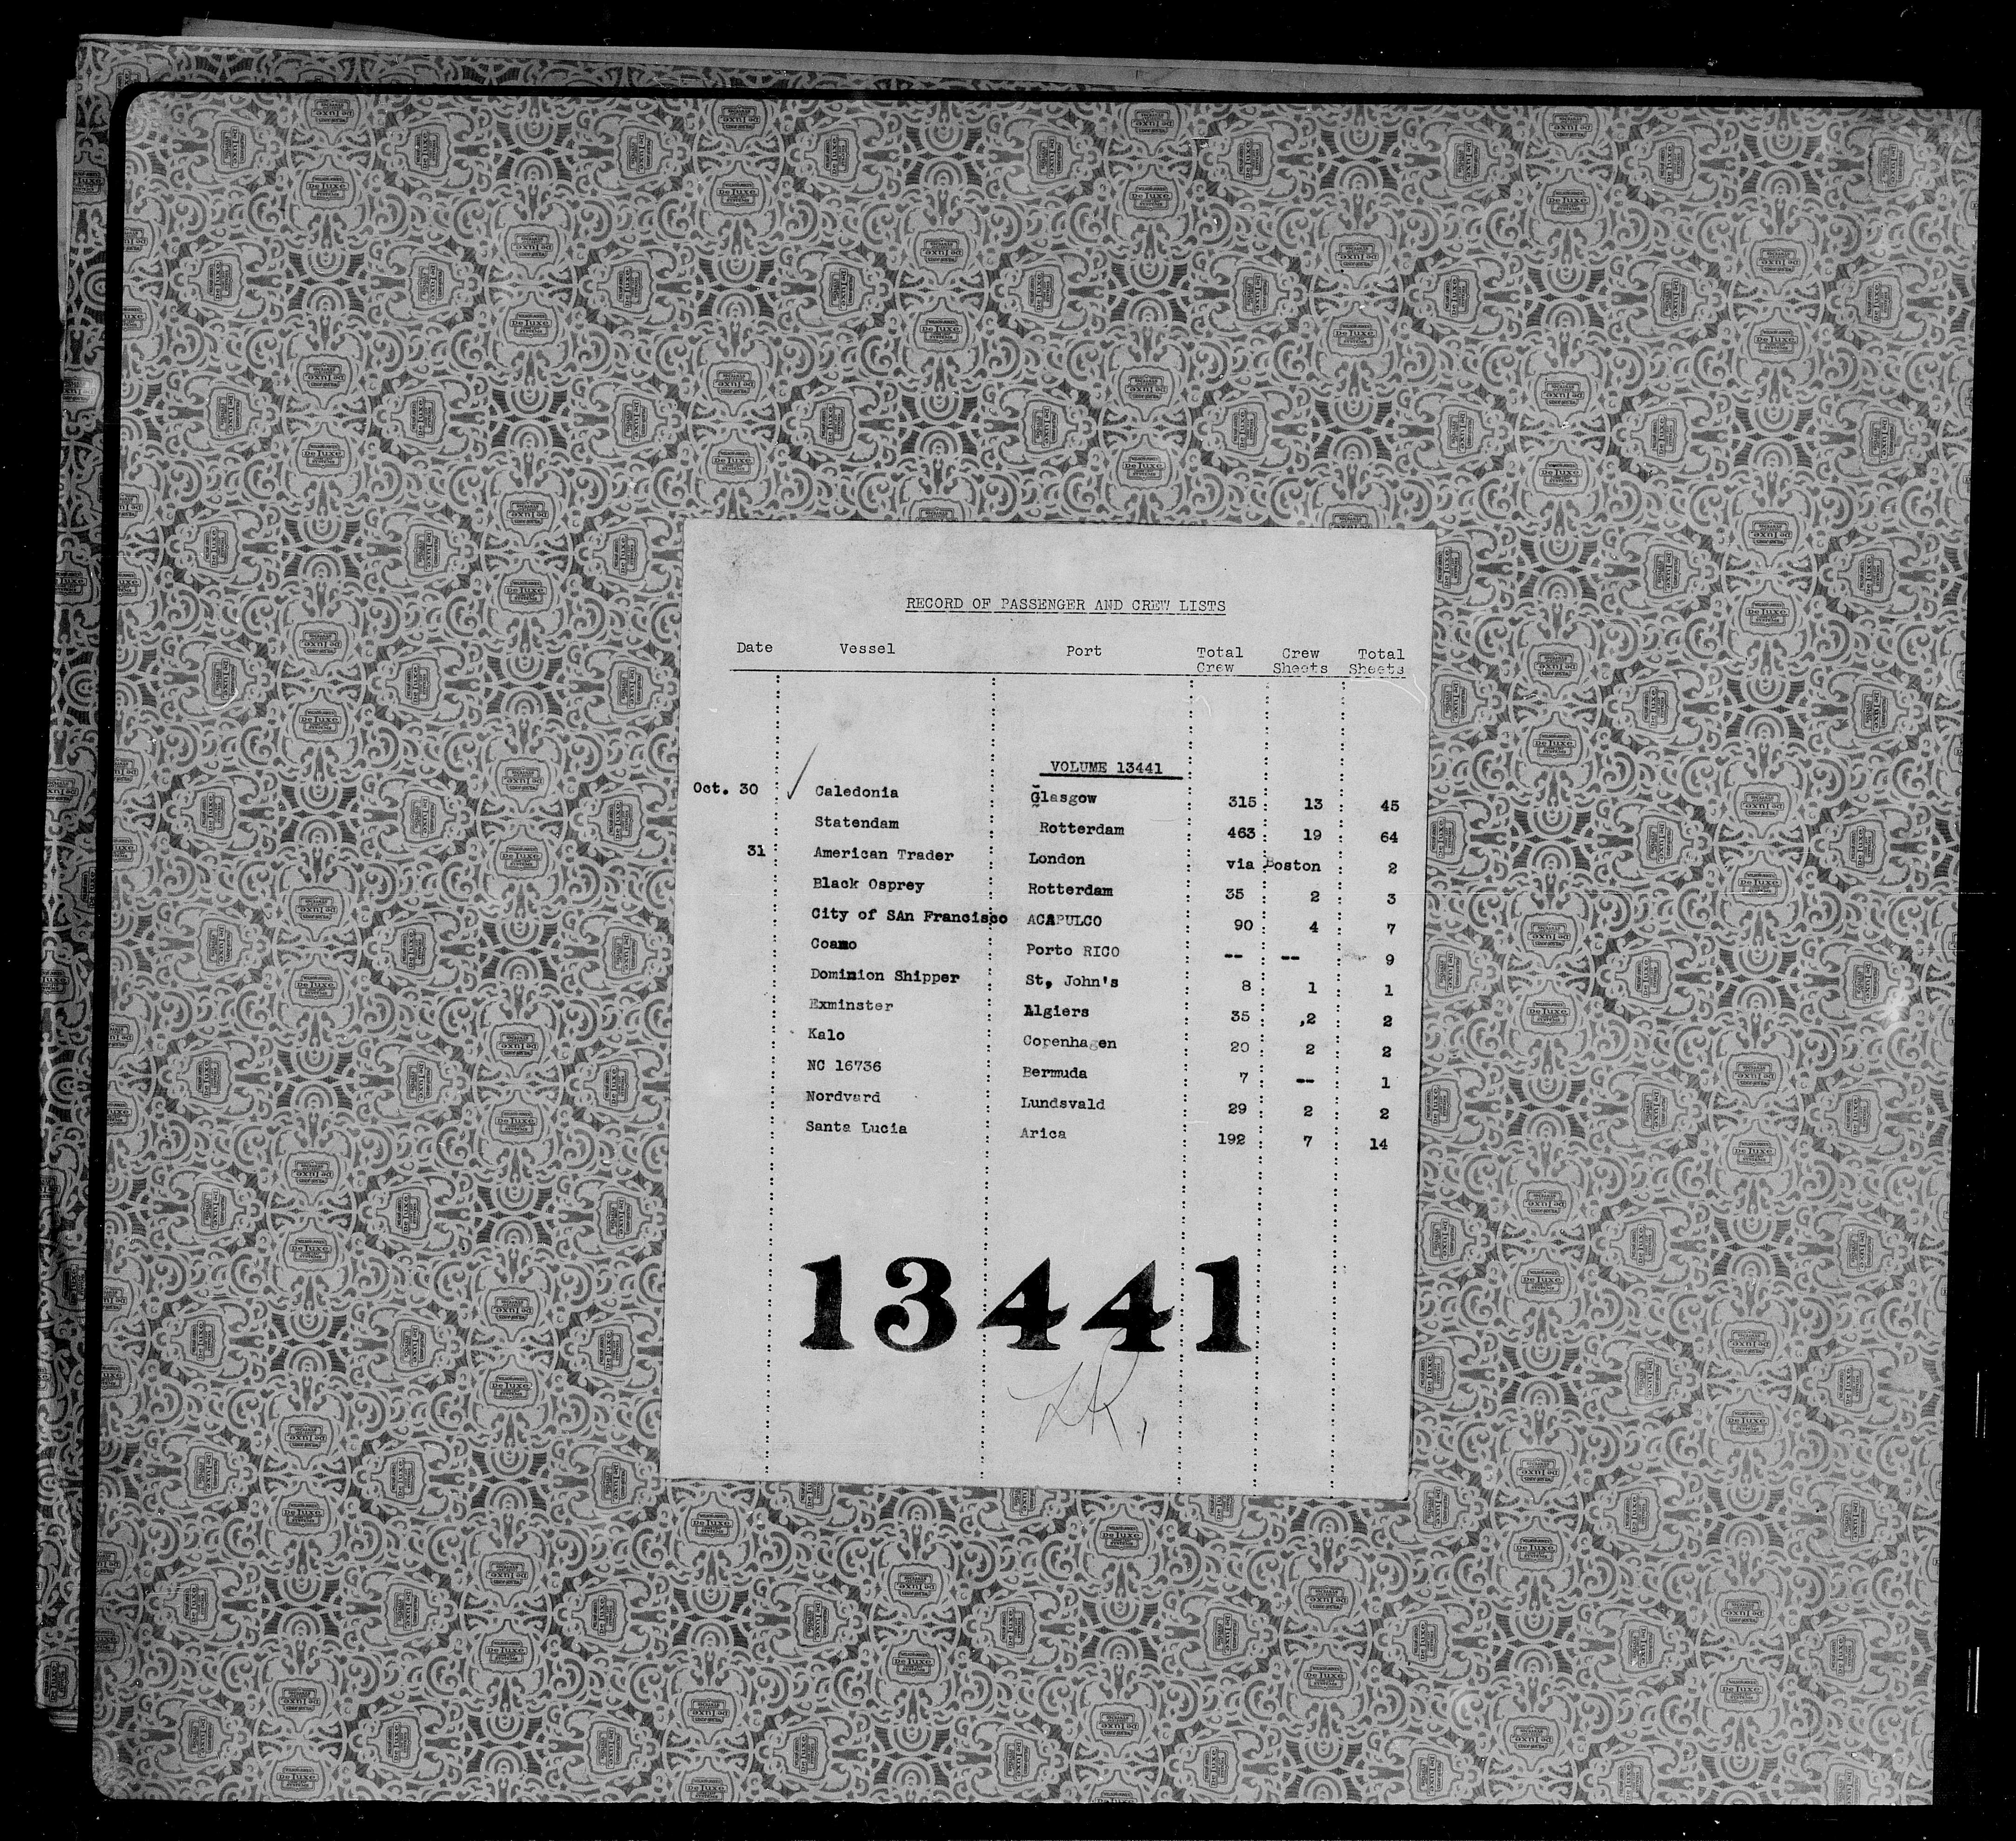 RECORD OF PASSENGER AND CREW LISTS
Date Vessel Port Total Crew Crew Sheets Total Sheets
VOLUME 13441
Oct. 30 Caledonia Glasgow 315 13 45
Statendam Rotterdam 463 19 64
31 American Trader London via Boston 2
Black Osprey Rotterdam 35 2 3
City of SAn Francisco ACAPULCO 90 4 7
Coamo Porto RICO -- -- 9
Dominion Shipper St, John's 8 1 1
Exminster Algiers 35 ,2 2
Kalo Copenhagen 20 2 2
NC 16736 Bermuda 7 -- 1
Nordvard Lundsvald 29 2 2
Santa Lucia Arica 192 7 14
13441
LR.
De Luxe